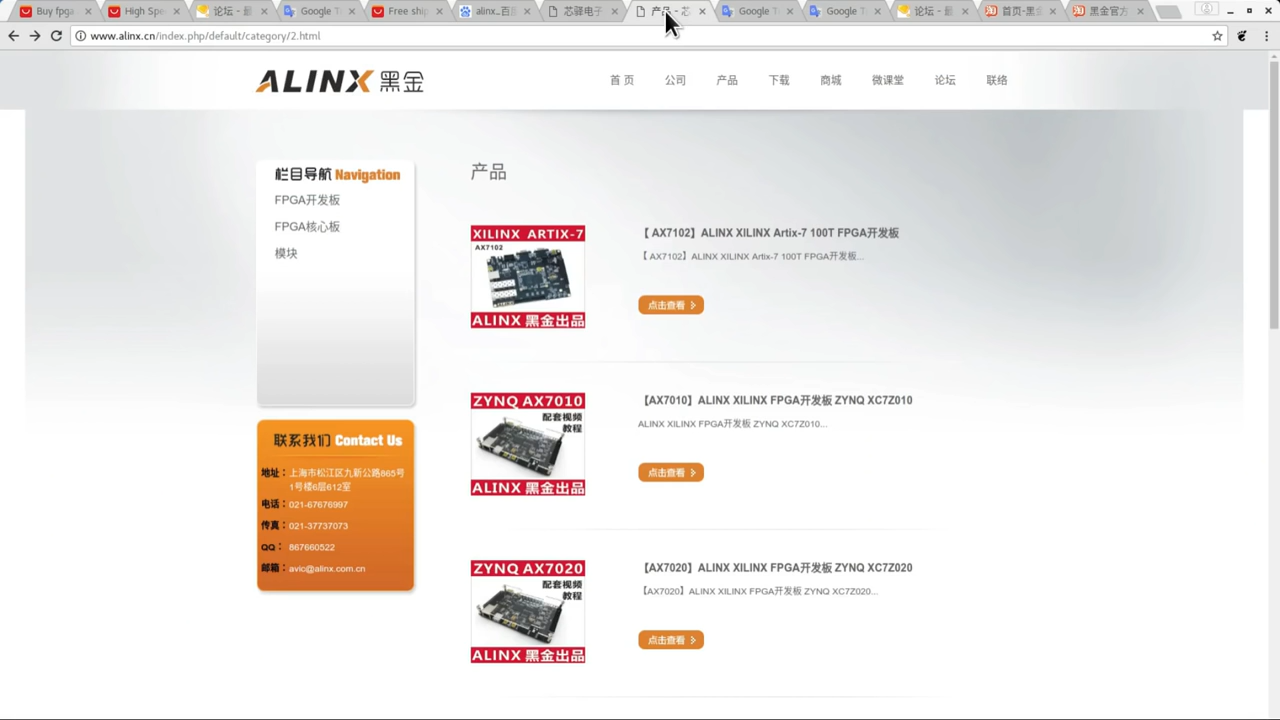 Buy fpga
High Spe
论坛 - 最
Google T
Free ship
alinx_百
芯驿电子
产品 - 芯
Google T
Google T
论坛 - 最
首页-黑金
黑金官方
www.alinx.cn/index.php/default/category/2.html
ALINX 黑金
首 页
公司
产品
下载
商城
微课堂
论坛
联络
栏目导航 Navigation
FPGA开发板
FPGA核心板
模块
产品
XILINX ARTIX-7
AX7102
ALINX 黑金出品
【 AX7102】ALINX XILINX Artix-7 100T FPGA开发板
【 AX7102】ALINX XILINX Artix-7 100T FPGA开发板...
点击查看
ZYNQ AX7010
配套视频
教程
ALINX 黑金出品
【AX7010】ALINX XILINX FPGA开发板 ZYNQ XC7Z010
ALINX XILINX FPGA开发板 ZYNQ XC7Z010...
点击查看
联系我们 Contact Us
地址：上海市松江区九新公路865号
1号楼6层612室
电话：021-67676997
传真：021-37737073
QQ： 867660522
邮箱：avic@alinx.com.cn
ZYNQ AX7020
配套视频
教程
ALINX 黑金出品
【AX7020】ALINX XILINX FPGA开发板 ZYNQ XC7Z020
【AX7020】ALINX XILINX FPGA开发板 ZYNQ XC7Z020...
点击查看